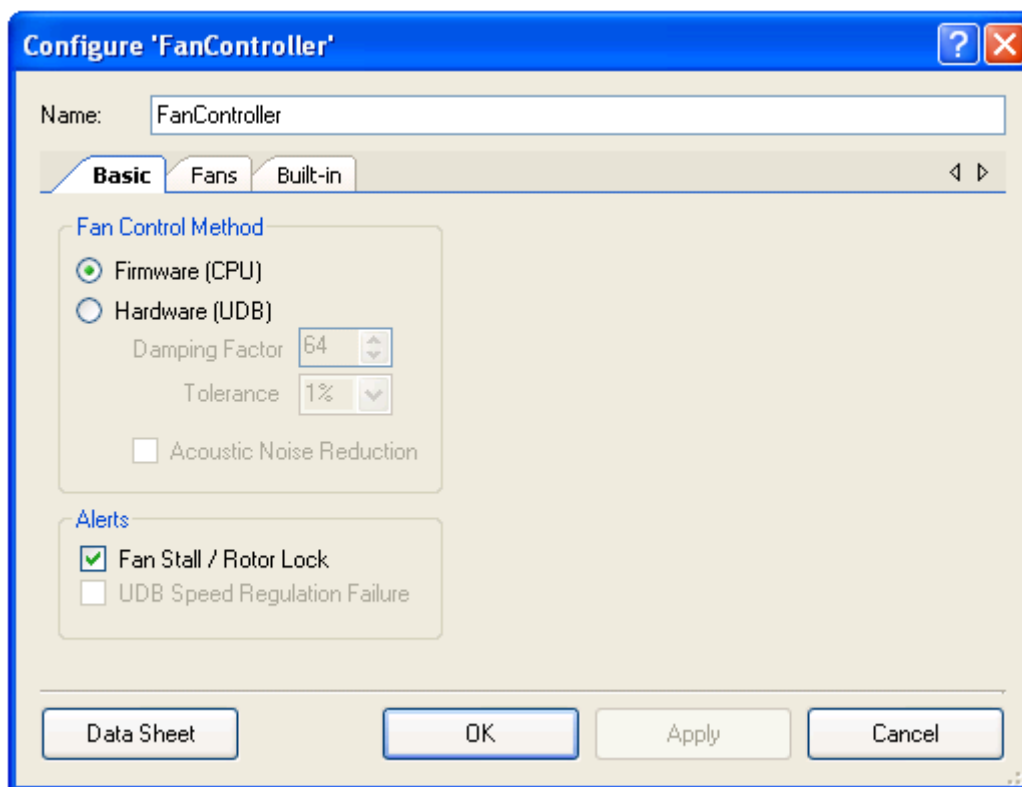 Configure 'FanController'
Name: FanController
Basic Fans Built-in
Fan Control Method
Firmware (CPU)
Hardware (UDB)
Damping Factor 64
Tolerance 1%
Acoustic Noise Reduction
Alerts
Fan Stall / Rotor Lock
UDB Speed Regulation Failure
Data Sheet OK Apply Cancel